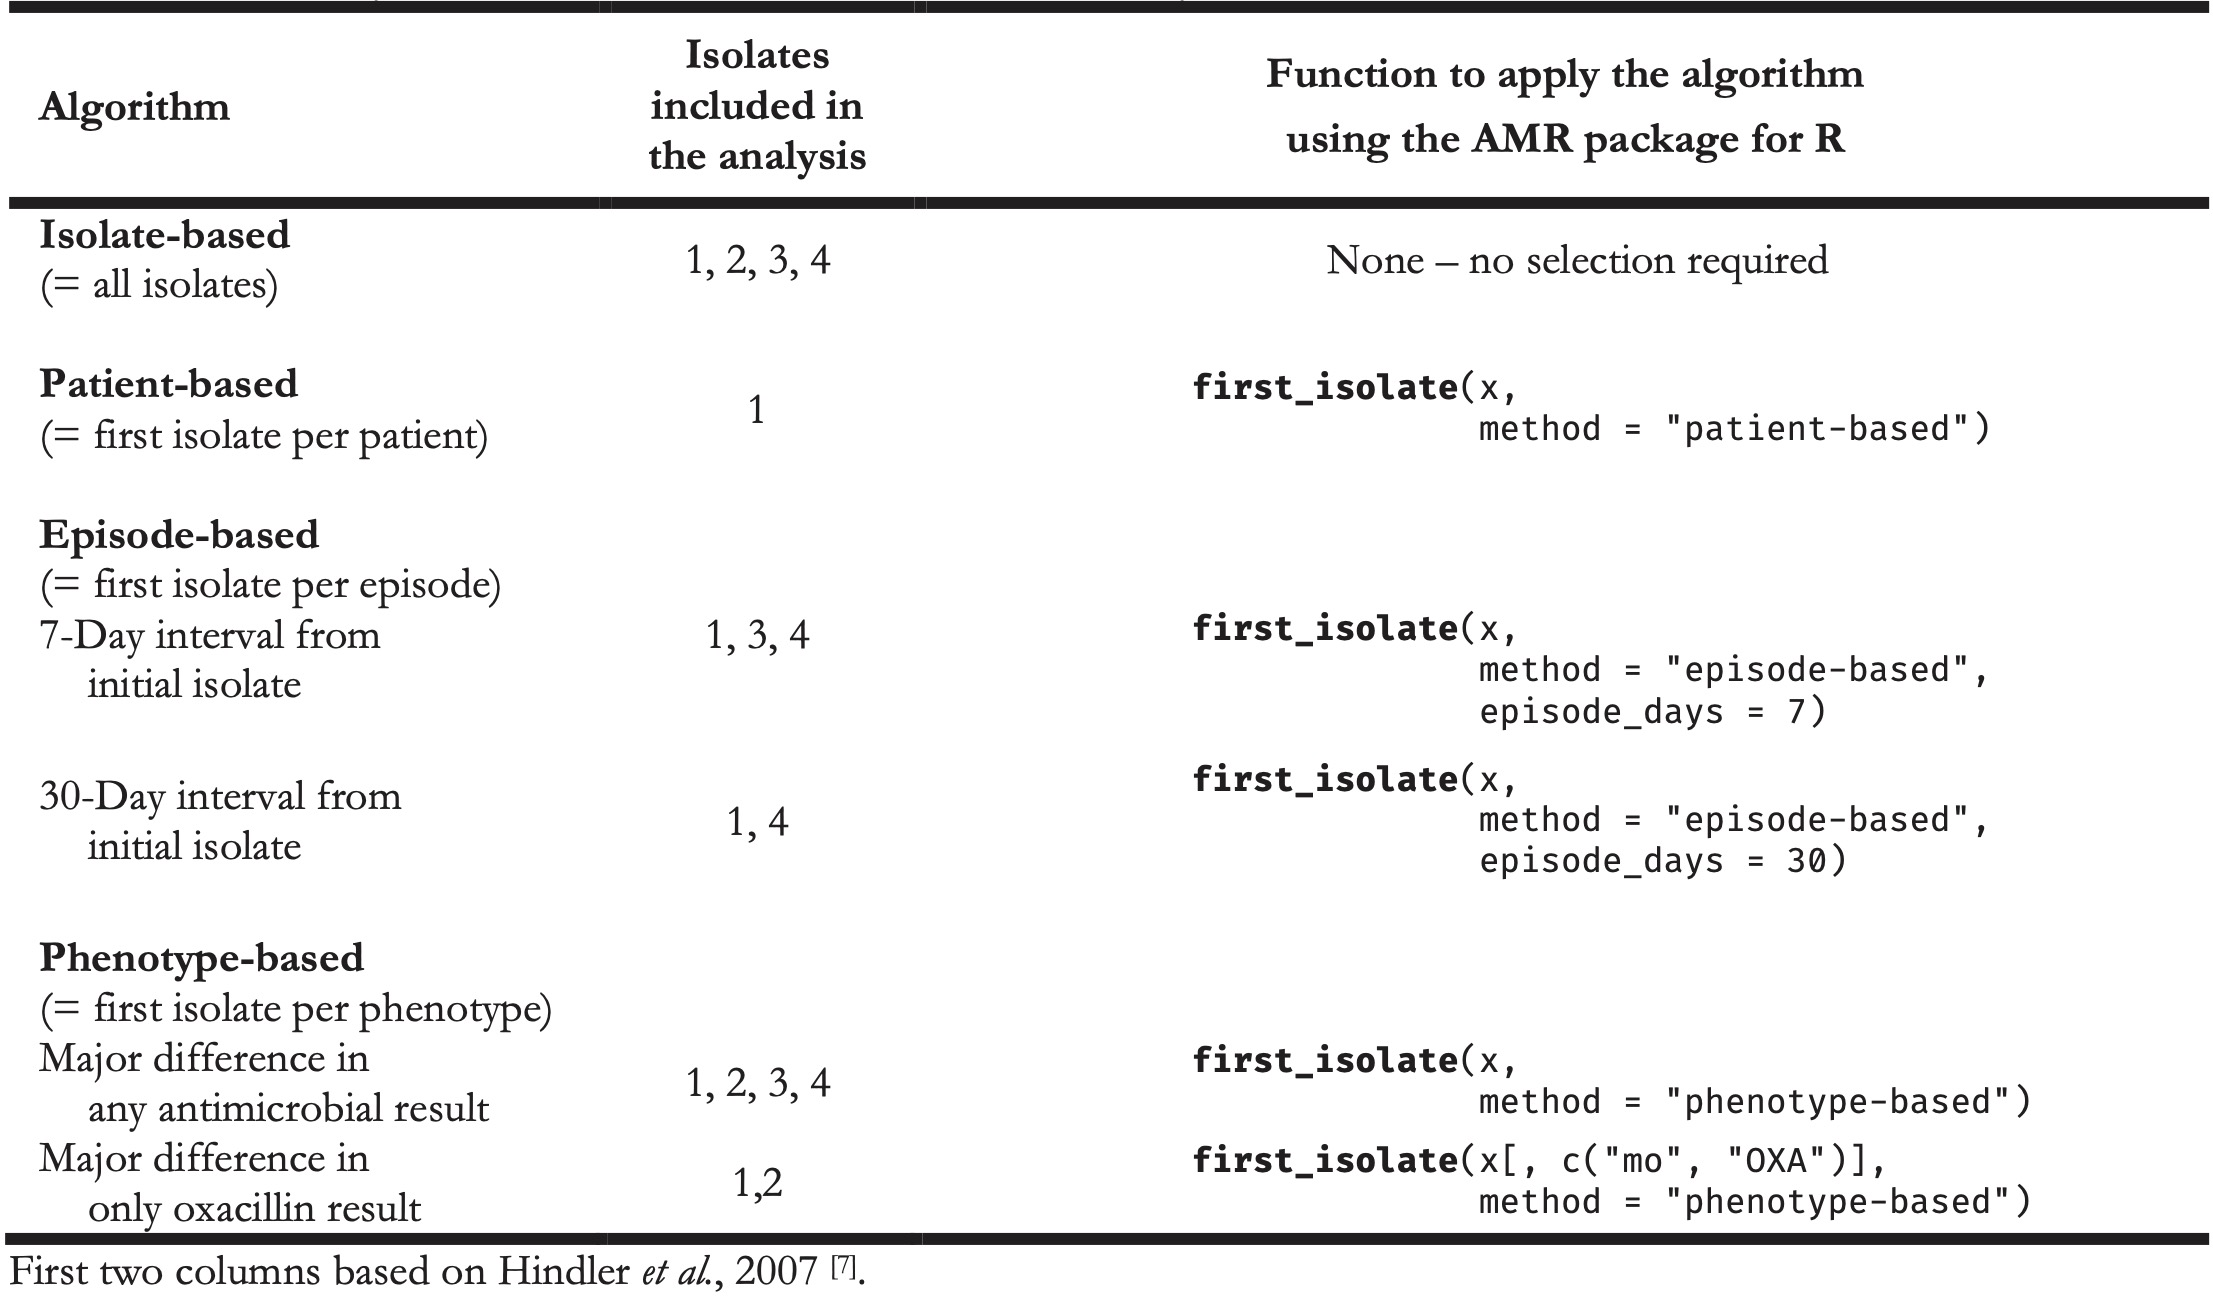 Algorithm
Isolates
included in
the analysis
Function to apply the algorithm
using the AMR package for R
Isolate-based
(= all isolates)
1, 2, 3, 4
None – no selection required
Patient-based
(= first isolate per patient)
1
first_isolate(x,
method = "patient-based")
Episode-based
(= first isolate per episode)
7-Day interval from
initial isolate
1, 3, 4
first_isolate(x,
method = "episode-based",
episode_days = 7)
30-Day interval from
initial isolate
1, 4
first_isolate(x,
method = "episode-based",
episode_days = 30)
Phenotype-based
(= first isolate per phenotype)
Major difference in
any antimicrobial result
1, 2, 3, 4
first_isolate(x,
method = "phenotype-based")
Major difference in
only oxacillin result
1,2
first_isolate(x[, c("mo", "OXA")],
method = "phenotype-based")
First two columns based on Hindler et al., 2007 [7].